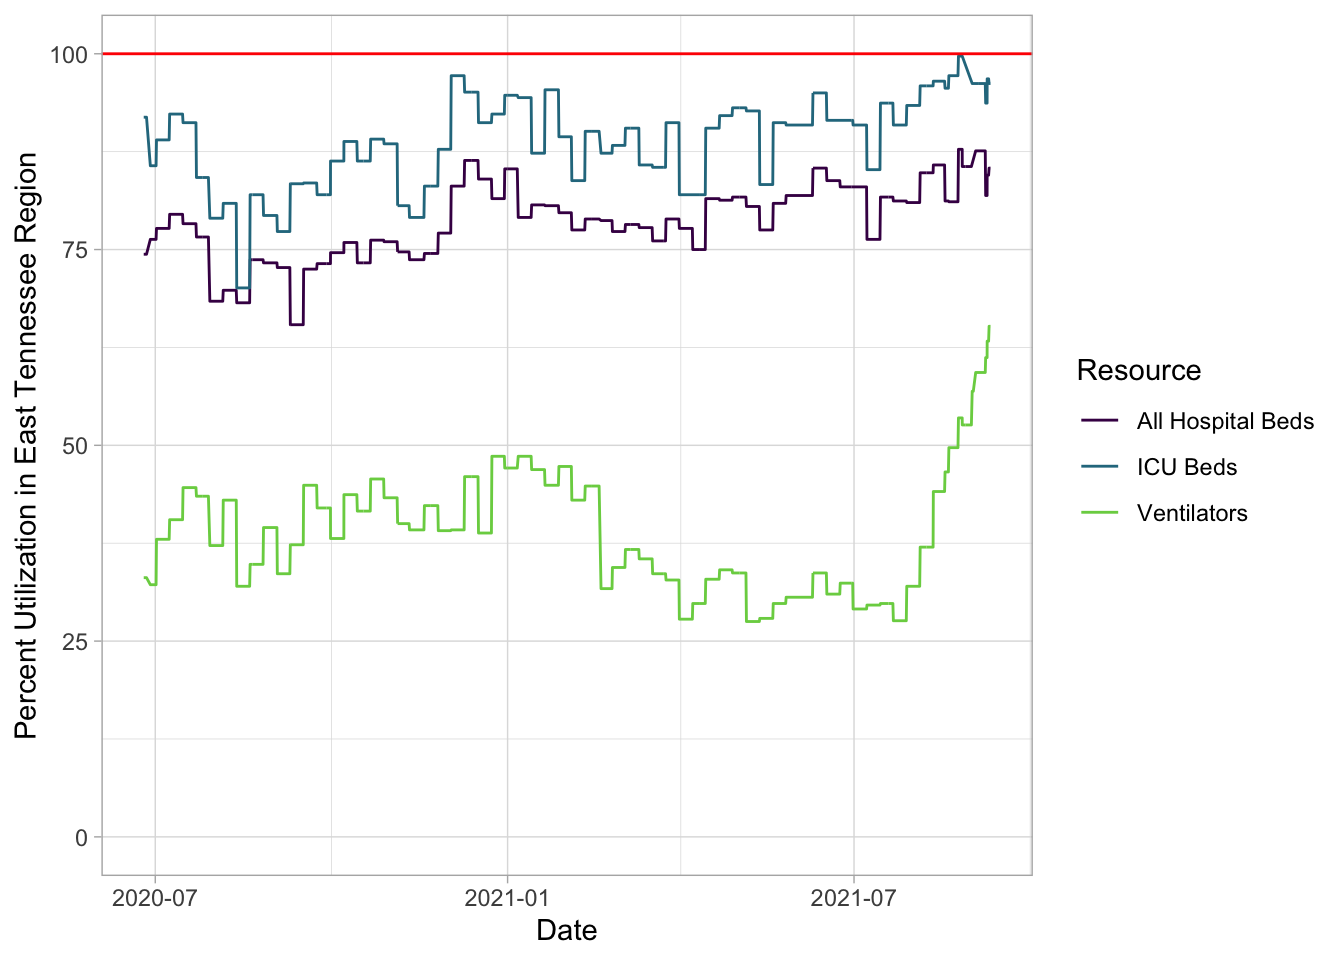 Percent Utilization in East Tennessee Region
100
75
50
25
0
2020-07
2021-01
2021-07
Date
Resource
All Hospital Beds
ICU Beds
Ventilators